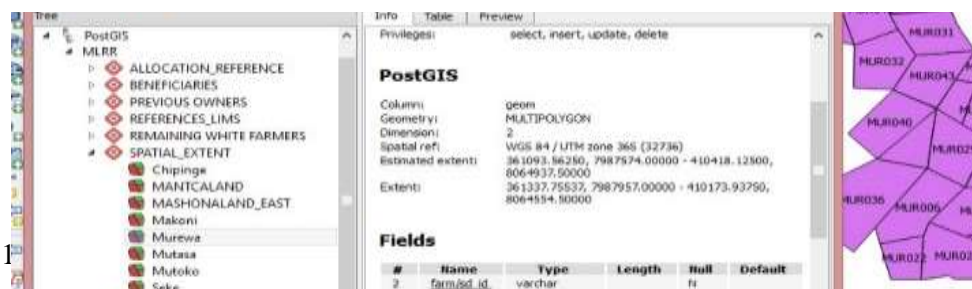 Tree
PostGIS
MLRR
ALLOCATION_REFERENCE
BENEFICIARIES
PREVIOUS OWNERS
REFERENCES_LIMS
REMAINING WHITE FARMERS
SPATIAL_EXTENT
Chipinge
MANTCALAND
MASHONALAND_EAST
Makoni
Murewa
Mutasa
Mutoko
Seke
1
Info Table Preview
Privileges: select, insert, update, delete
PostGIS
Column: geom
Geometry: MULTIPOLYGON
Dimension: 2
Spatial ref: WGS 84 / UTM zone 36S (32736)
Estimated extent: 361093.56250, 7987574.00000 - 410418.12500,
8064937.50000
Extent: 361337.75537, 7987957.00000 - 410173.93750,
8064554.50000
Fields
# Name Type Length Null Default
2 farm/sd_id varchar N
MUR031
MUR032
MUR043
MUR040
MUR036
MUR006
MUR022